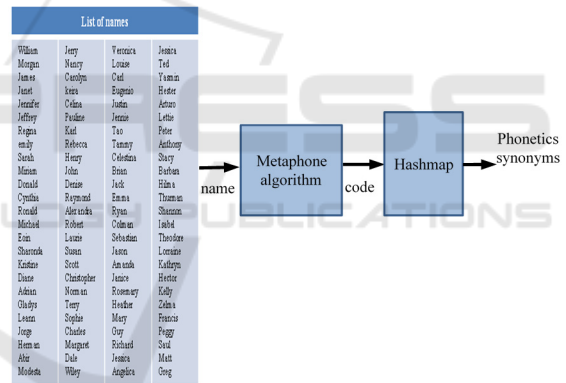 List of names
William Jerry Veronica Jessica
Morgan Nancy Louise Ted
James Carolyn Carl Yasmin
Janet keira Eugenio Hester
Jennifer Celina Justin Arturo
Jeffrey Pauline Jennie Lettie
Regina Karl Tao Peter
emily Rebecca Tammy Anthony
Sarah Henry Celestina Stacy
Miriam John Brian Barbara
Donald Denise Jack Hilma
Cynthia Raymond Emma Thurman
Ronald Alexandra Ryan Shannon
Michael Robert Colman Isabel
Eoin Laurie Sebastian Theodore
Sharonda Susan Jason Lorraine
Kristine Scott Amanda Kathryn
Diane Christopher Janice Hector
Adrian Norman Rosemary Kelly
Gladys Terry Heather Zelma
Leann Sophie Mary Francis
Jorge Charles Guy Peggy
Herman Margaret Richard Saul
Abir Dale Jessica Matt
Modesta Wiley Angelica Greg
name
Metaphone
algorithm
code
Hashmap
Phonetics
synonyms
PUBLICATIONS